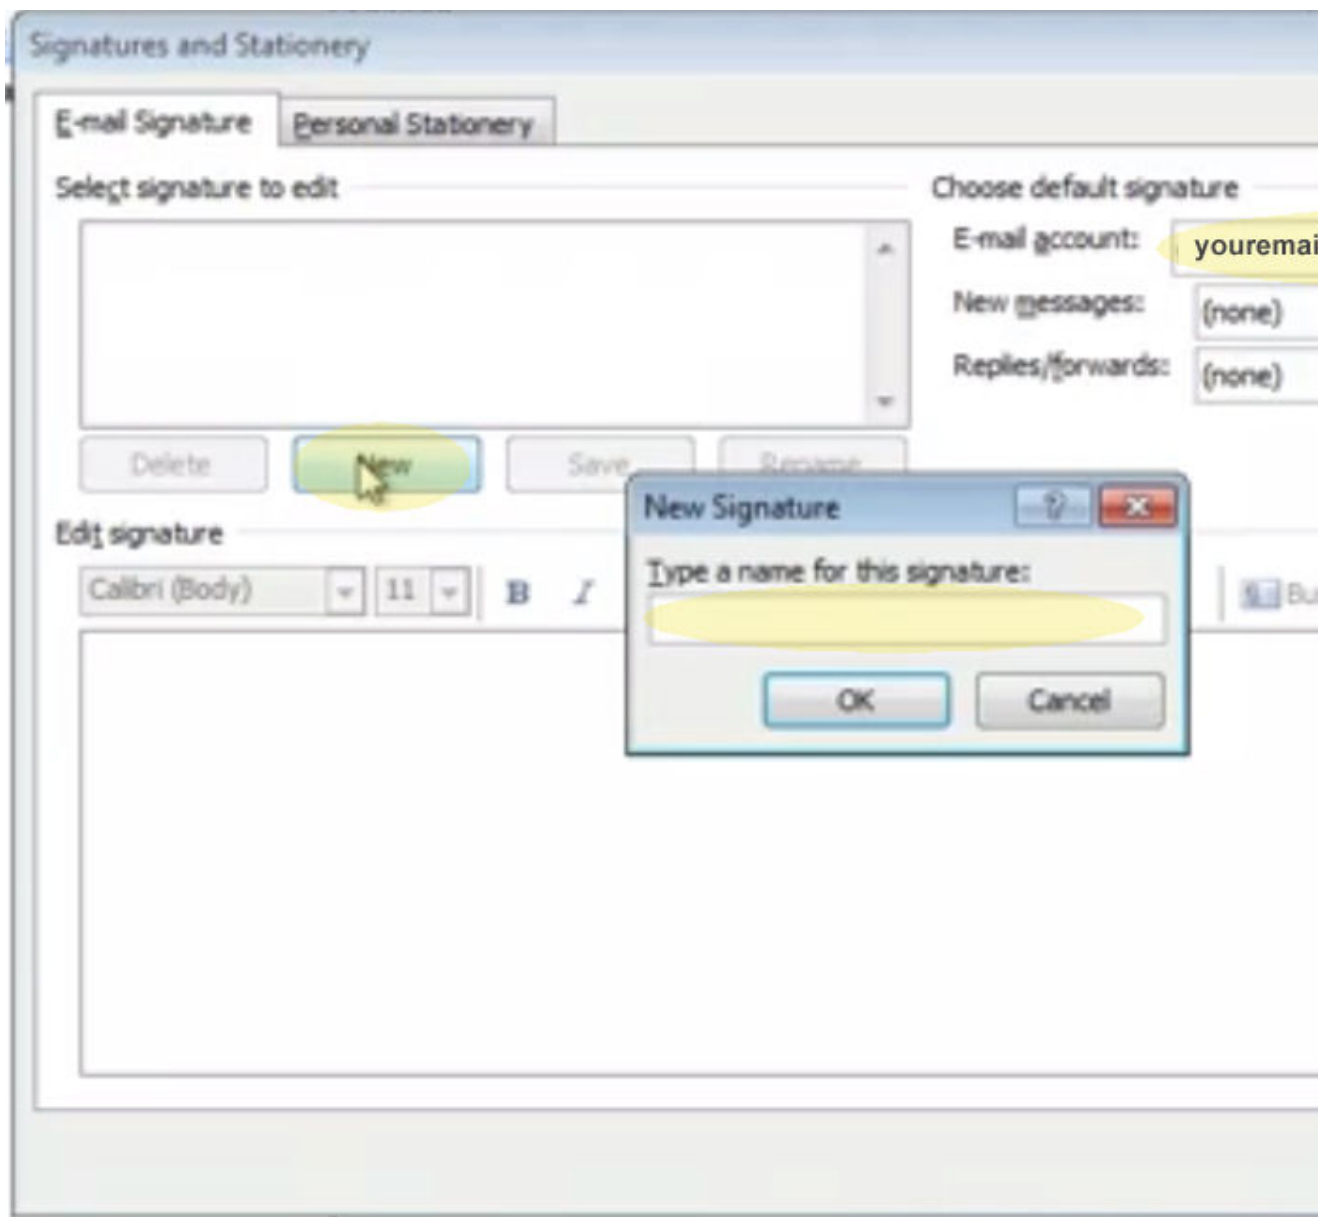 Signatures and Stationery
E-mail Signature
Personal Stationery
Select signature to edit
Choose default signature
E-mail account:
youremai
New messages:
(none)
Replies/forwards:
(none)
Delete
New
Save
Rename
Edit signature
Calibri (Body)
11
B
I
Bu
New Signature
?
Type a name for this signature:
OK
Cancel